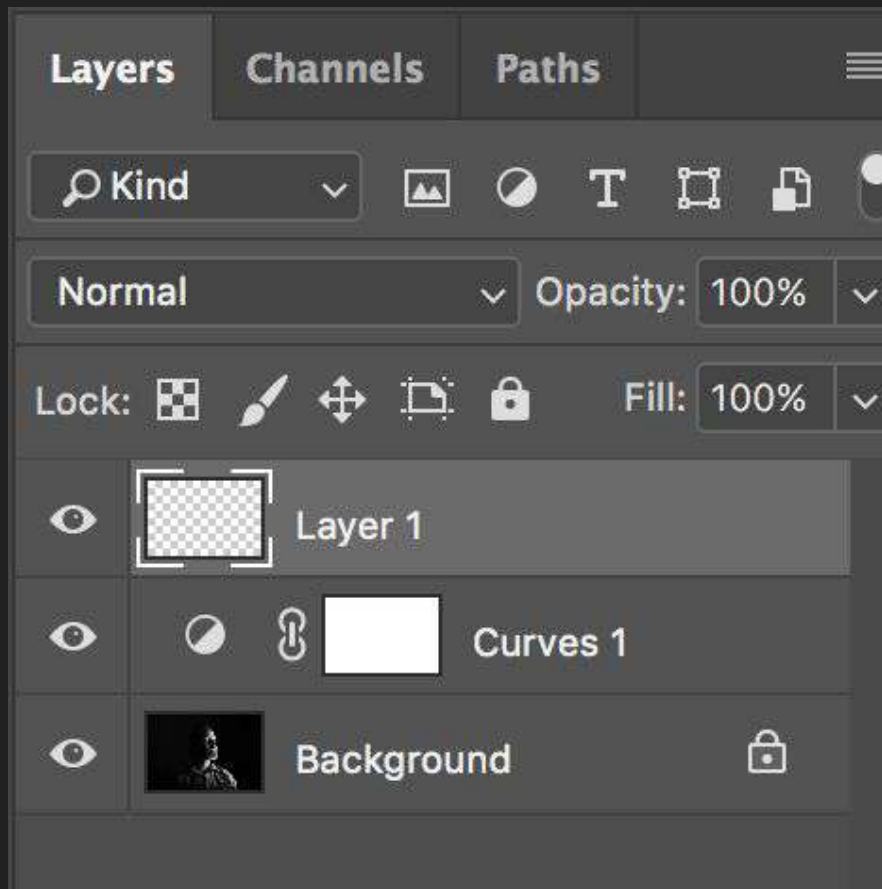 Layers Channels Paths
Kind
Normal Opacity: 100%
Lock: Fill: 100%
Layer 1
Curves 1
Background